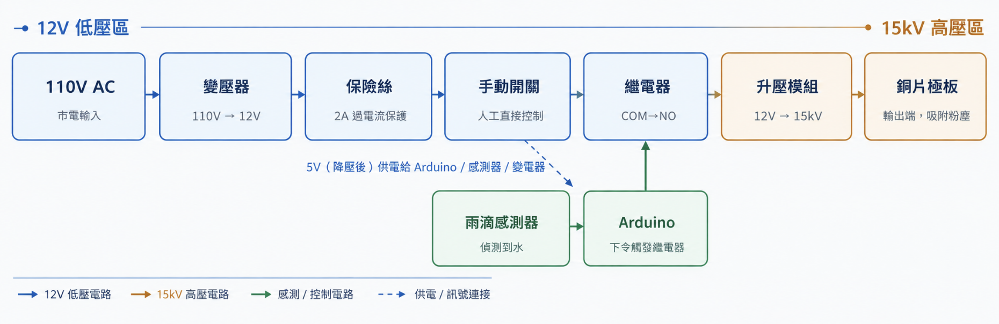 12V 低壓區
15kV 高壓區
110V AC
市電輸入
變壓器
110V → 12V
保險絲
2A 過電流保護
手動開關
人工直接控制
繼電器
COM→NO
升壓模組
12V → 15kV
銅片極板
輸出端，吸附粉塵
5V（降壓後）供電給 Arduino / 感測器 / 變電器
雨滴感測器
偵測到水
Arduino
下令觸發繼電器
12V 低壓電路
15kV 高壓電路
感測 / 控制電路
供電 / 訊號連接